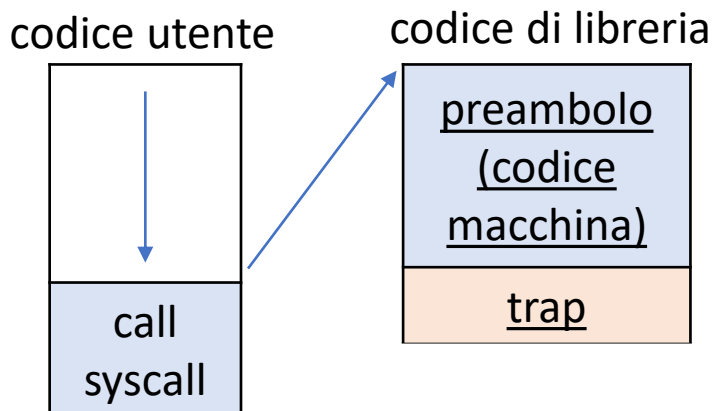 codice utente
call
syscall
codice di libreria
preambolo
(codice
macchina)
trap